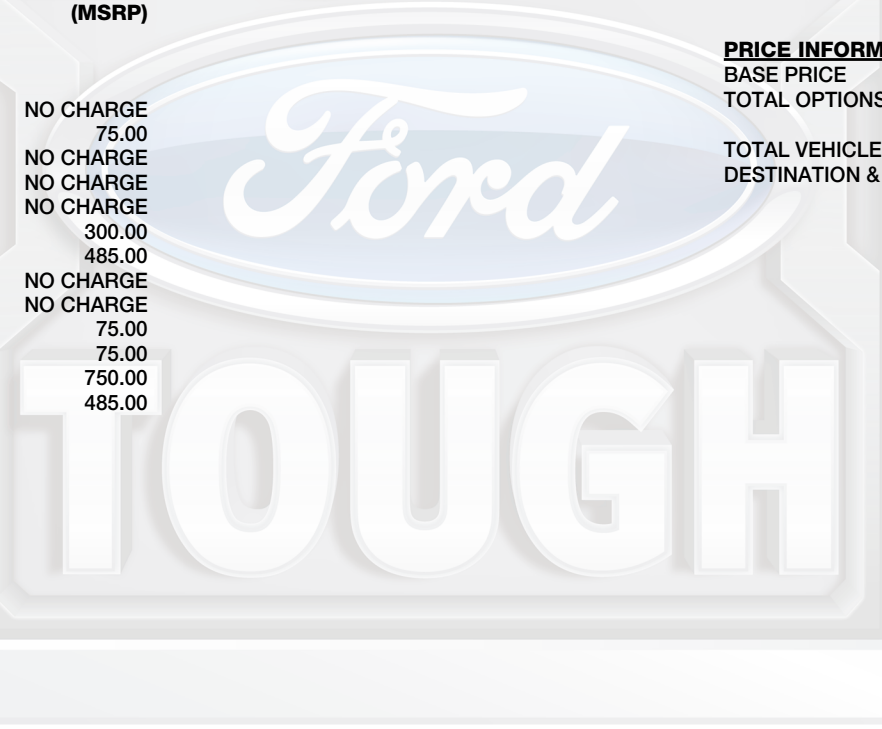 (MSRP)
NO CHARGE
75.00
NO CHARGE
NO CHARGE
NO CHARGE
300.00
485.00
NO CHARGE
NO CHARGE
75.00
75.00
750.00
485.00
PRICE INFORM
BASE PRICE
TOTAL OPTIONS
TOTAL VEHICLE
DESTINATION &
Ford
TOUGH